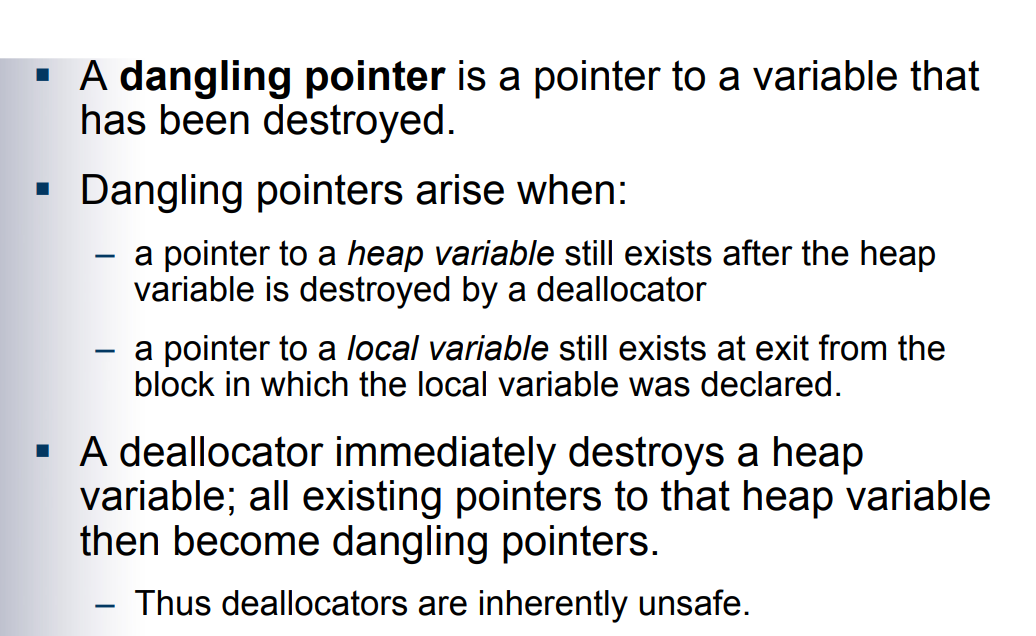 ▪ A dangling pointer is a pointer to a variable that
has been destroyed.
▪ Dangling pointers arise when:
– a pointer to a heap variable still exists after the heap
variable is destroyed by a deallocator
– a pointer to a local variable still exists at exit from the
block in which the local variable was declared.
▪ A deallocator immediately destroys a heap
variable; all existing pointers to that heap variable
then become dangling pointers.
– Thus deallocators are inherently unsafe.